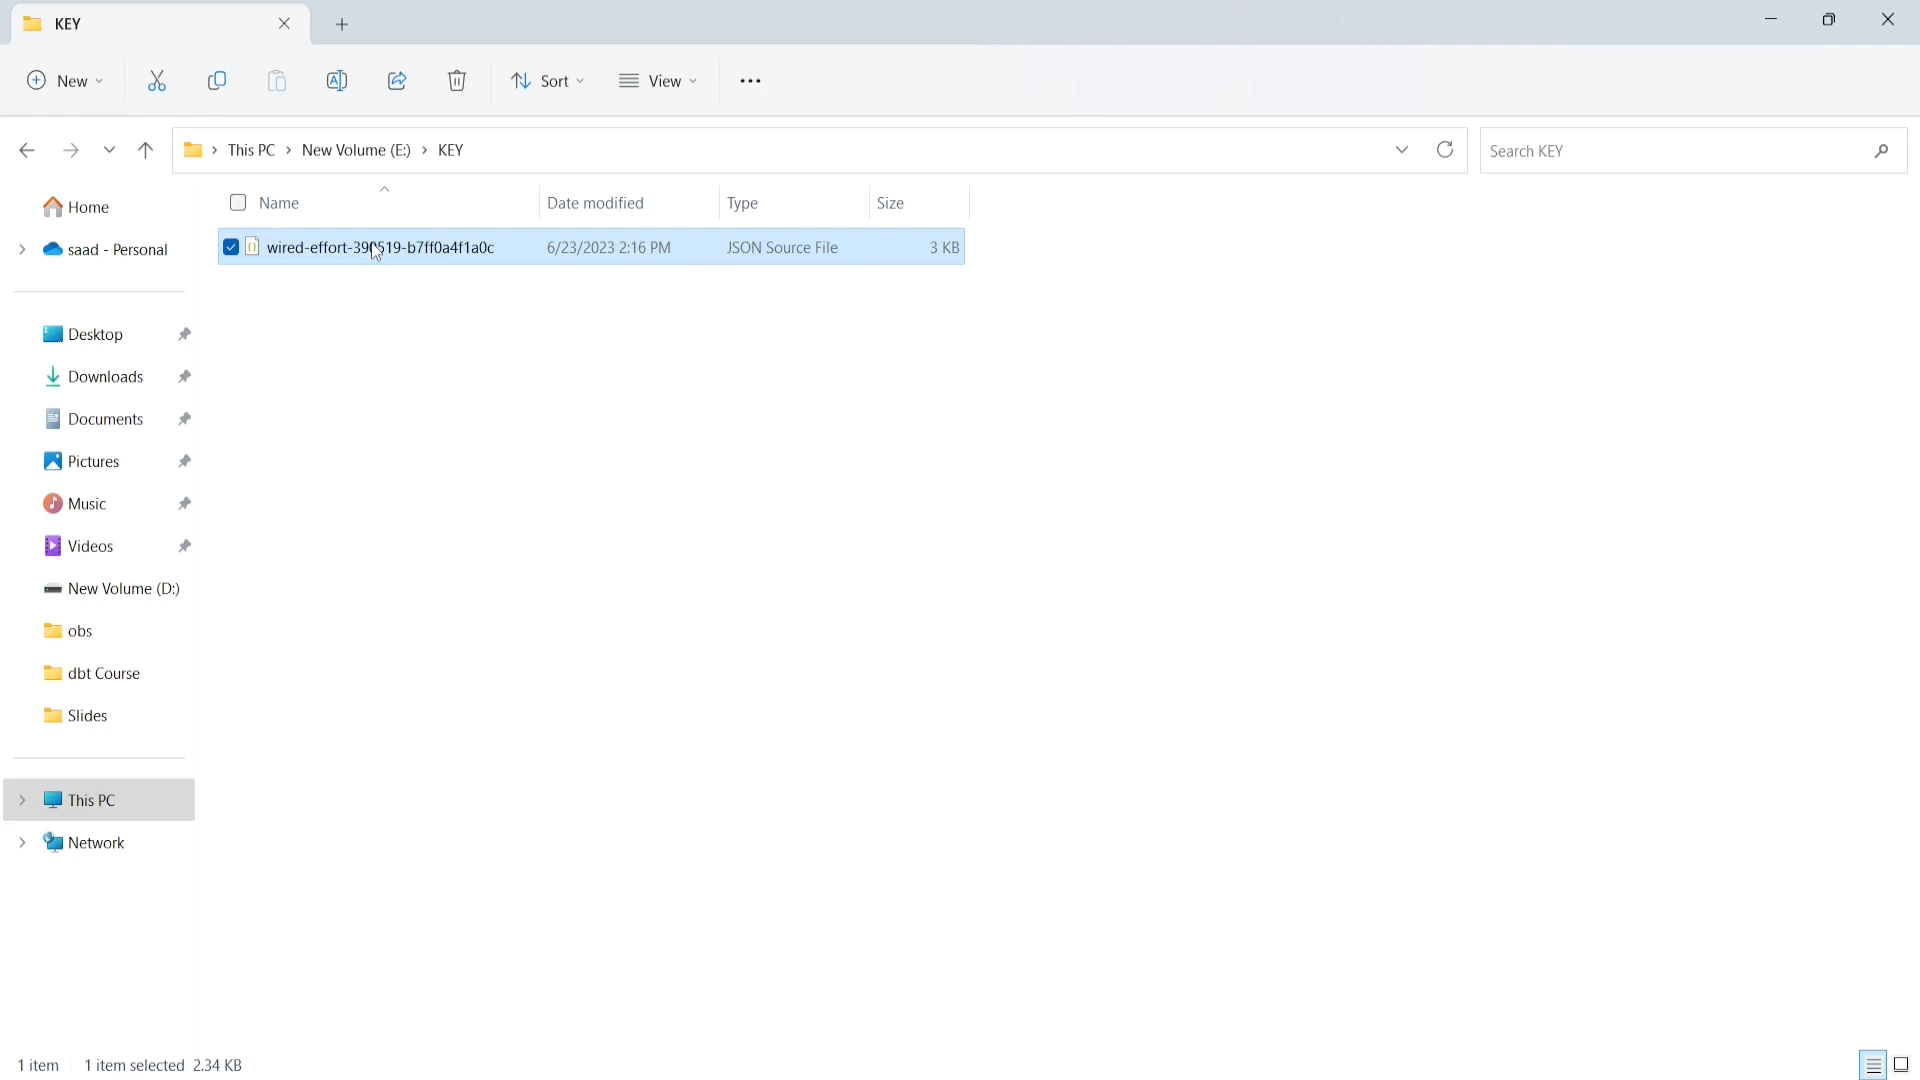 KEY
New
Sort
View
This PC > New Volume (E:) > KEY
Search KEY
Home
saad - Personal
Desktop
Downloads
Documents
Pictures
Music
Videos
New Volume (D:)
obs
dbt Course
Slides
This PC
Network
Name Date modified Type Size
wired-effort-390519-b7ff0a4f1a0c 6/23/2023 2:16 PM JSON Source File 3 KB
1 item 1 item selected 2.34 KB